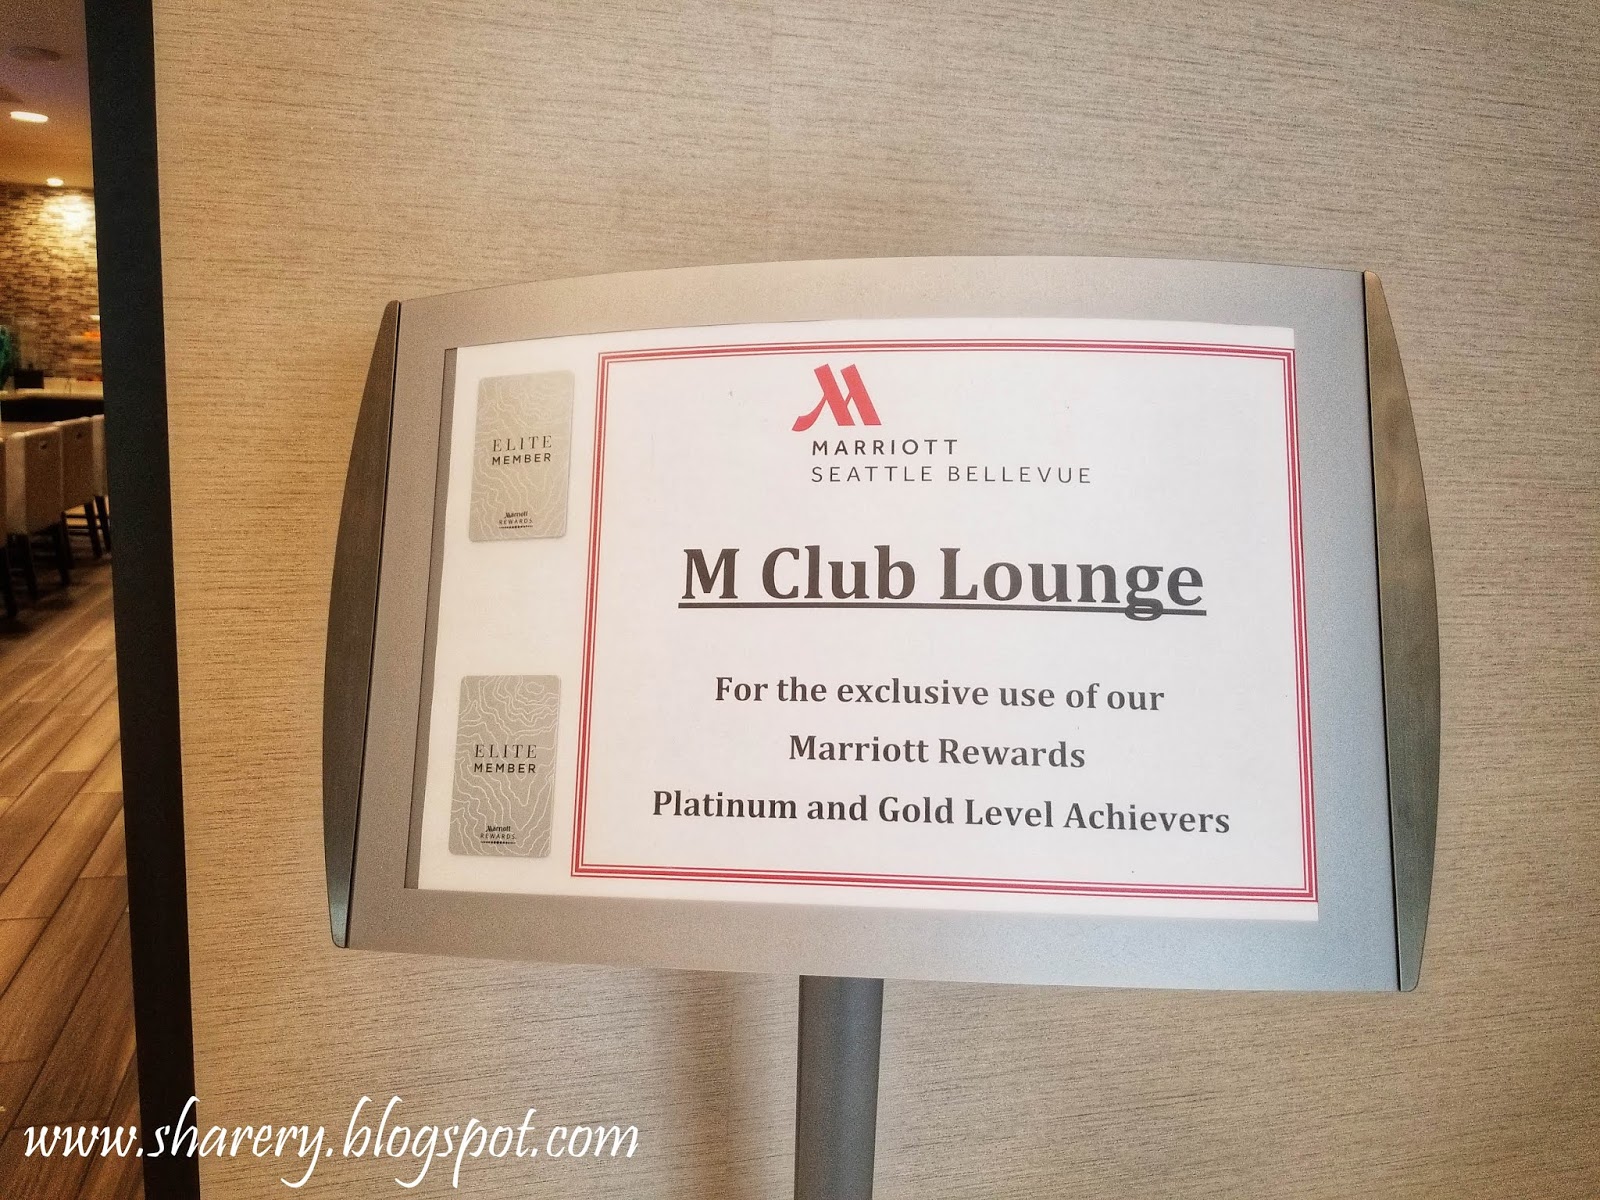 MARRIOTT
SEATTLE BELLEVUE
M Club Lounge
For the exclusive use of our
Marriott Rewards
Platinum and Gold Level Achievers
ELITE
MEMBER
Marriott
REWARDS
ELITE
MEMBER
Marriott
REWARDS
www.sharery.blogspot.com